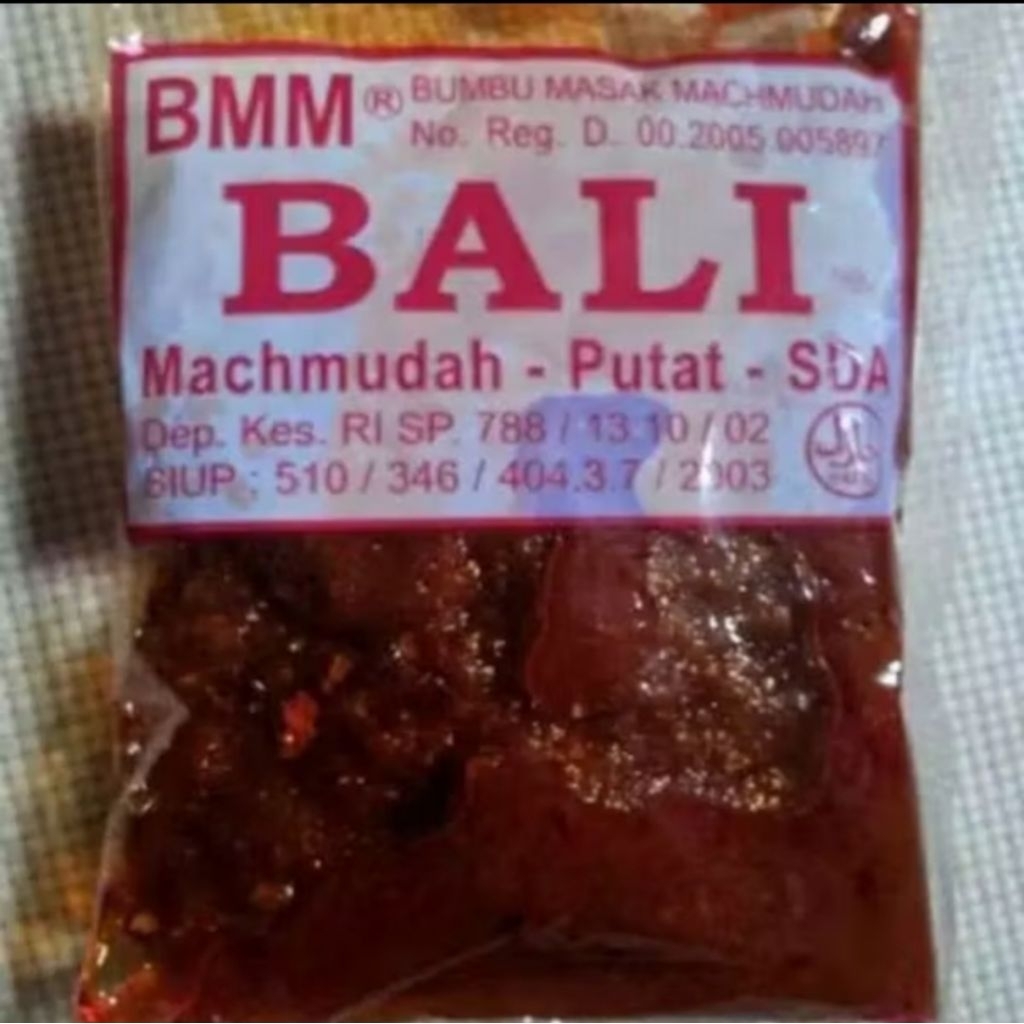 BMM® BUMBU MASAK MACHMUDAH
No. Reg. D. 00.2005.005897
BALI
Machmudah - Putat - SDA
Dep. Kes. RI SP. 788 / 13.10 / 02
SIUP : 510 / 346 / 404.3.7 / 2003